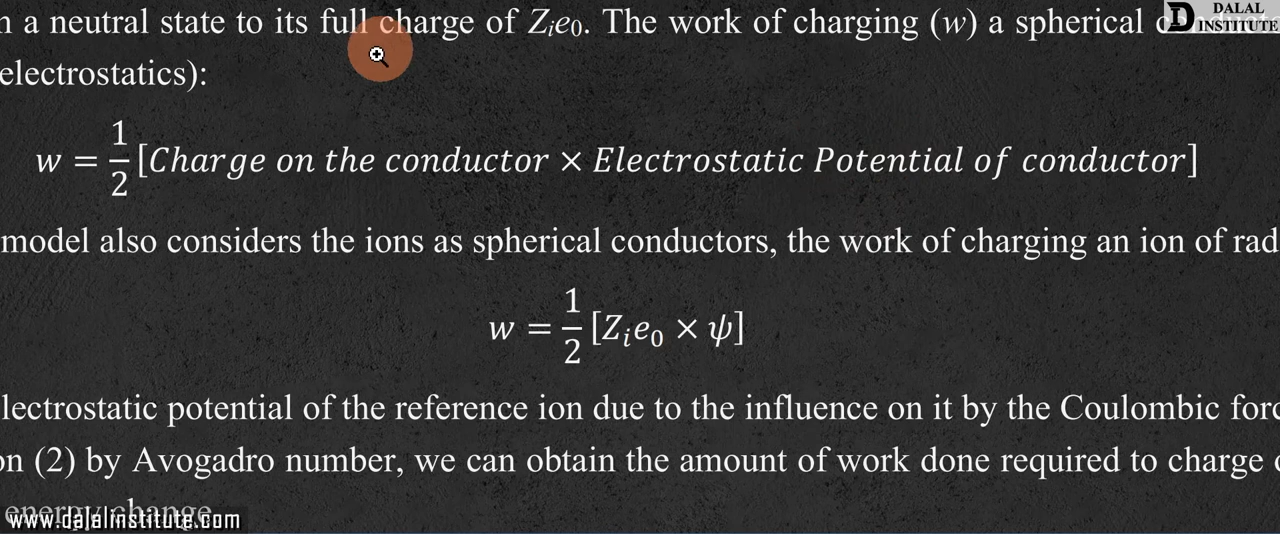 n a neutral state to its full charge of Zᵢe₀. The work of charging (w) a spherical
DALAL
INSTITUTE
electrostatics):
w = 1/2 [Charge on the conductor × Electrostatic Potential of conductor]
model also considers the ions as spherical conductors, the work of charging an ion of rad
w = 1/2 [Zᵢe₀ × ψ]
lectrostatic potential of the reference ion due to the influence on it by the Coulombic forc
on (2) by Avogadro number, we can obtain the amount of work done required to charge
energy change
www.dalalinstitute.com